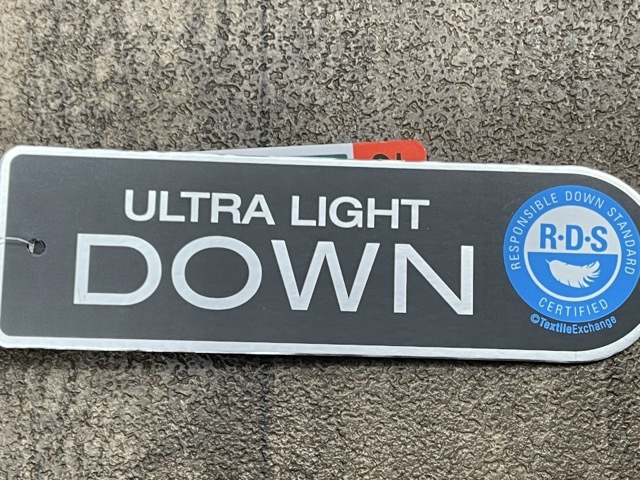 ULTRA LIGHT
DOWN
RESPONSIBLE DOWN STANDARD
R·D·S
CERTIFIED
©TextileExchange